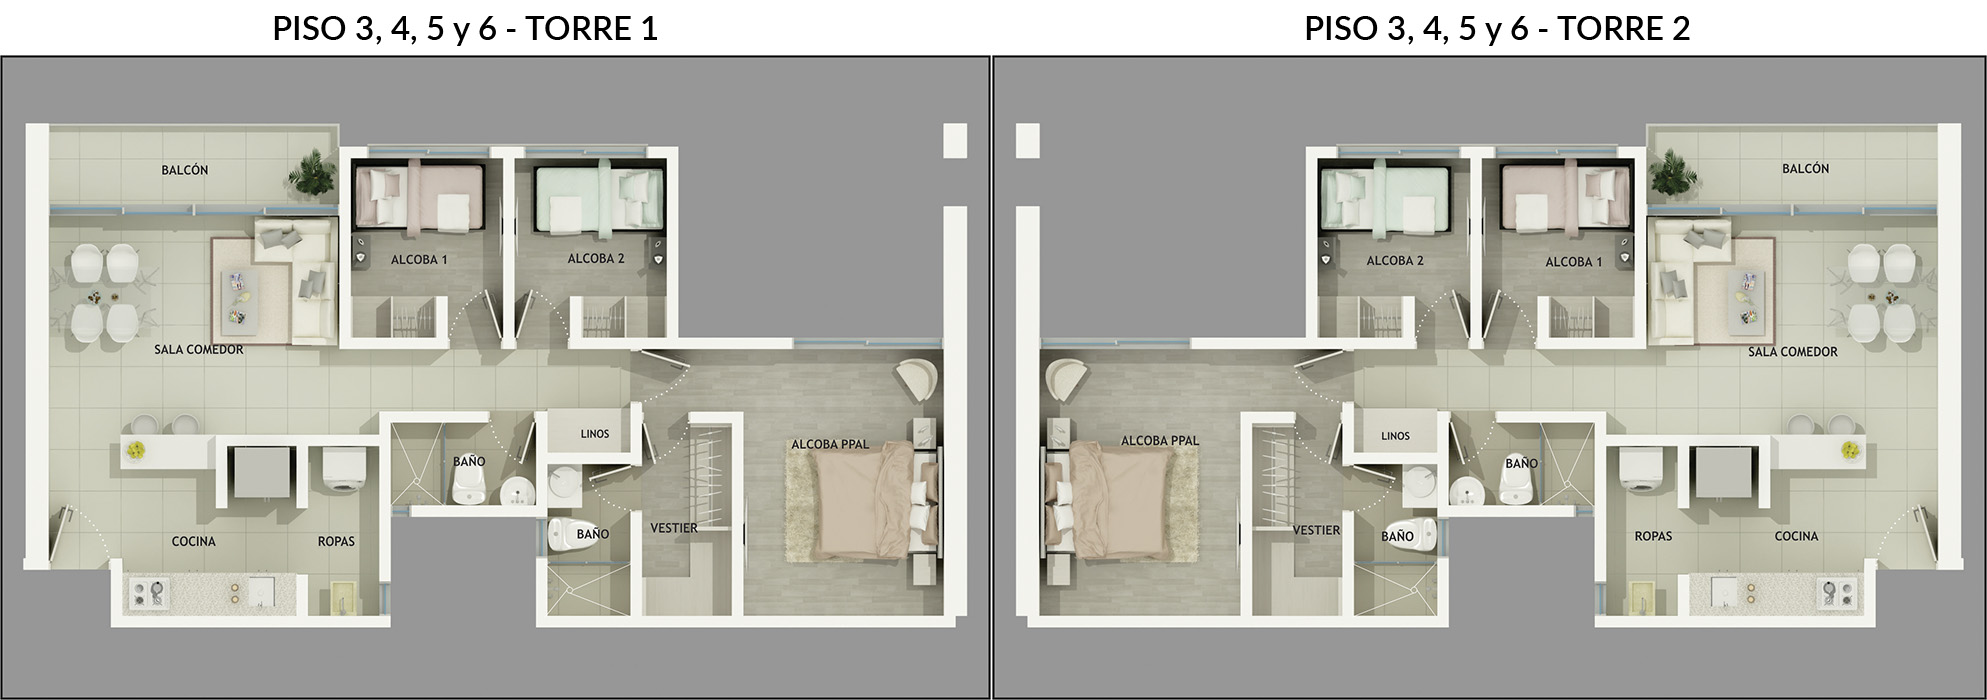 PISO 3, 4, 5 y 6 - TORRE 1
BALCÓN
ALCOBA 1
ALCOBA 2
SALA COMEDOR
LINOS
ALCOBA PPAL
BAÑO
VESTIER
BAÑO
COCINA
ROPAS
PISO 3, 4, 5 y 6 - TORRE 2
BALCÓN
ALCOBA 2
ALCOBA 1
SALA COMEDOR
ALCOBA PPAL
LINOS
BAÑO
VESTIER
BAÑO
ROPAS
COCINA